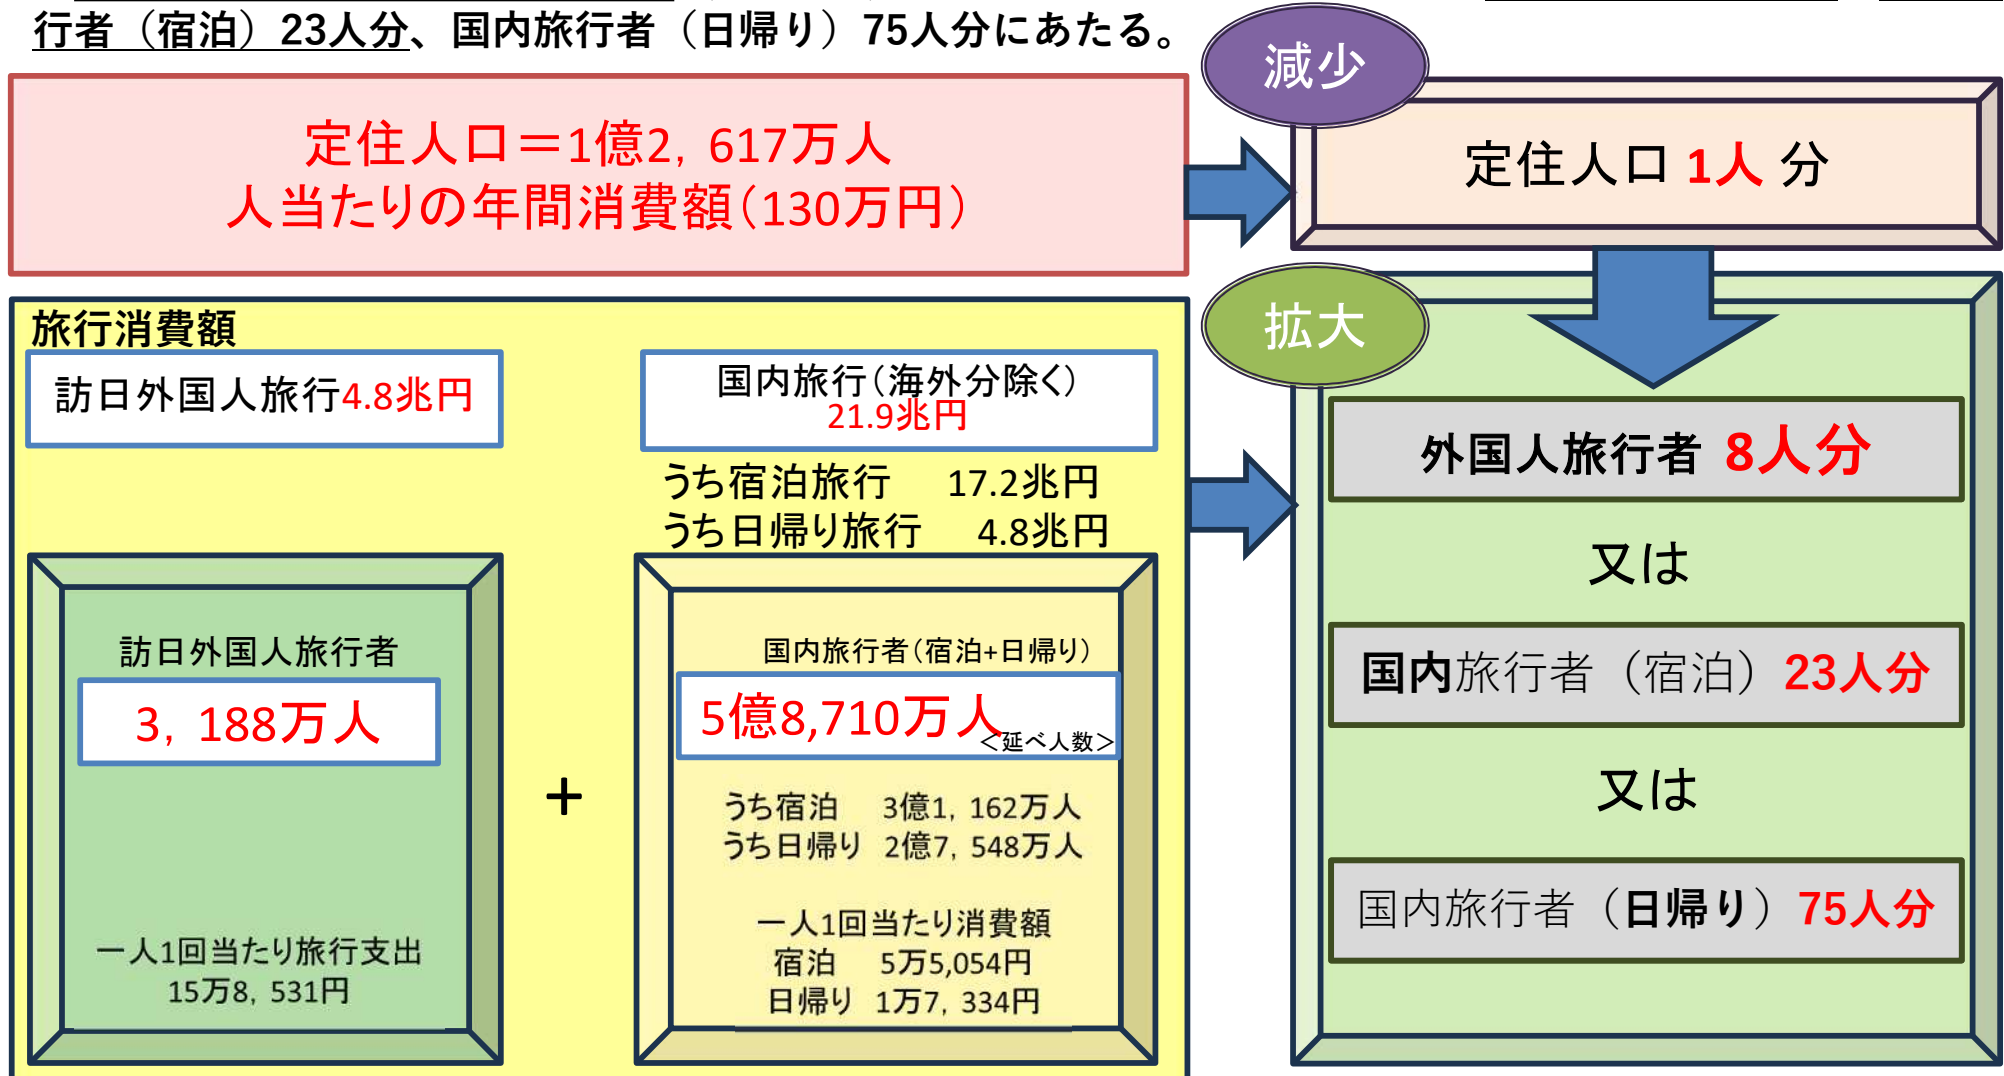 行者（宿泊）23人分、国内旅行者（日帰り）75人分にあたる。
減少
定住人口＝1億2，617万人
人当たりの年間消費額（130万円）
定住人口 1人 分
拡大
旅行消費額
訪日外国人旅行4.8兆円
国内旅行（海外分除く）
21.9兆円
うち宿泊旅行　17.2兆円
うち日帰り旅行　4.8兆円
訪日外国人旅行者
3，188万人
一人1回当たり旅行支出
15万8，531円
+
国内旅行者（宿泊+日帰り）
5億8,710万人
＜延べ人数＞
うち宿泊　3億1，162万人
うち日帰り　2億7，548万人
一人1回当たり消費額
宿泊　5万5,054円
日帰り　1万7，334円
外国人旅行者 8人分
又は
国内旅行者（宿泊）23人分
又は
国内旅行者（日帰り）75人分